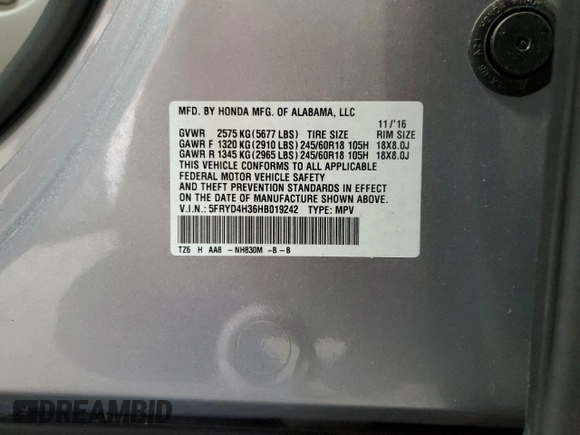 MFD. BY HONDA MFG. OF ALABAMA, LLC
11/'16
GVWR 2575 KG(5677 LBS) TIRE SIZE RIM SIZE
GAWR F 1320 KG(2910 LBS) 245/60R18 105H 18X8.0J
GAWR R 1345 KG(2965 LBS) 245/60R18 105H 18X8.0J
THIS VEHICLE CONFORMS TO ALL APPLICABLE
FEDERAL MOTOR VEHICLE SAFETY
AND THEFT PREVENTION STANDARDS IN EFFECT
ON THE DATE OF MANUFACTURE SHOWN ABOVE.
V.I.N.: 5FRYD4H36HB019242 TYPE: MPV
TZ6 H AA8 -NH830M -B-B
DREAMBID